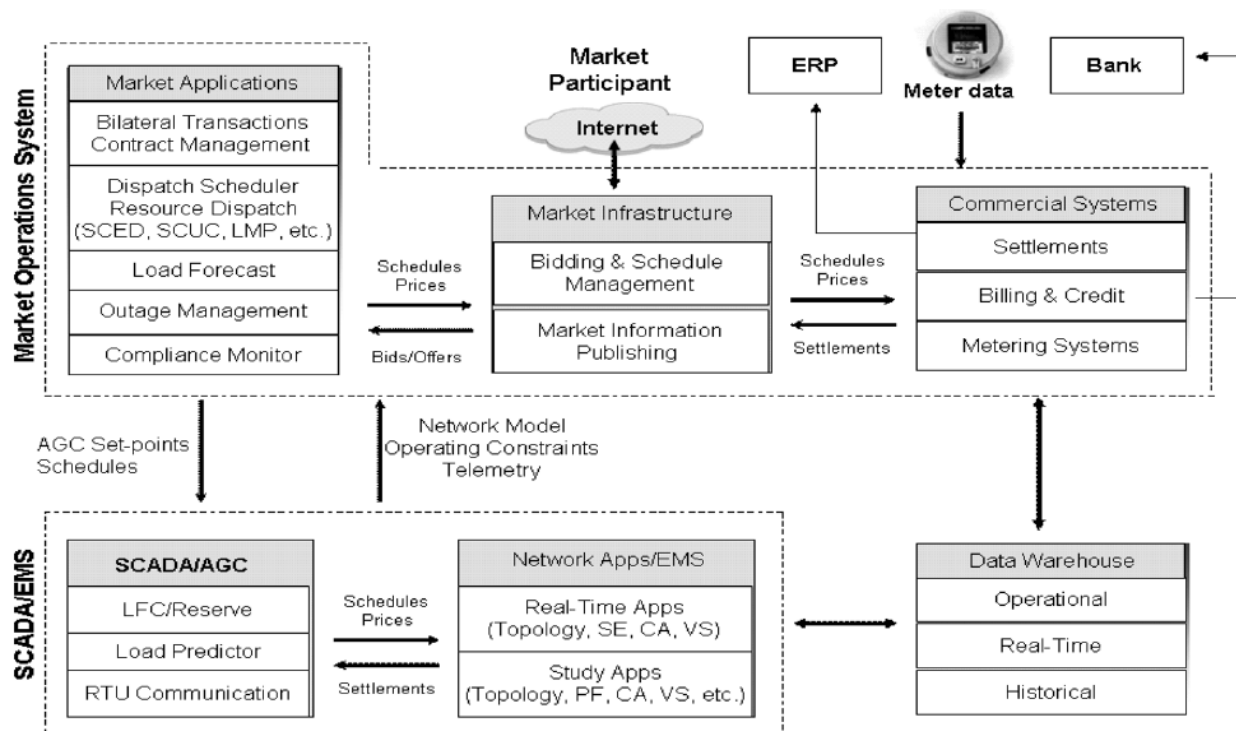 Market Operations System
Market Applications
Bilateral Transactions
Contract Management
Dispatch Scheduler
Resource Dispatch
(SCED, SCUC, LMP, etc.)
Load Forecast
Outage Management
Compliance Monitor
Schedules
Prices
Bids/Offers
Market
Participant
Internet
Market Infrastructure
Bidding & Schedule
Management
Market Information
Publishing
Schedules
Prices
Settlements
ERP
Meter data
Bank
Commercial Systems
Settlements
Billing & Credit
Metering Systems
AGC Set-points
Schedules
Network Model
Operating Constraints
Telemetry
SCADA/EMS
SCADA/AGC
LFC/Reserve
Load Predictor
RTU Communication
Schedules
Prices
Settlements
Network Apps/EMS
Real-Time Apps
(Topology, SE, CA, VS)
Study Apps
(Topology, PF, CA, VS, etc.)
Data Warehouse
Operational
Real-Time
Historical